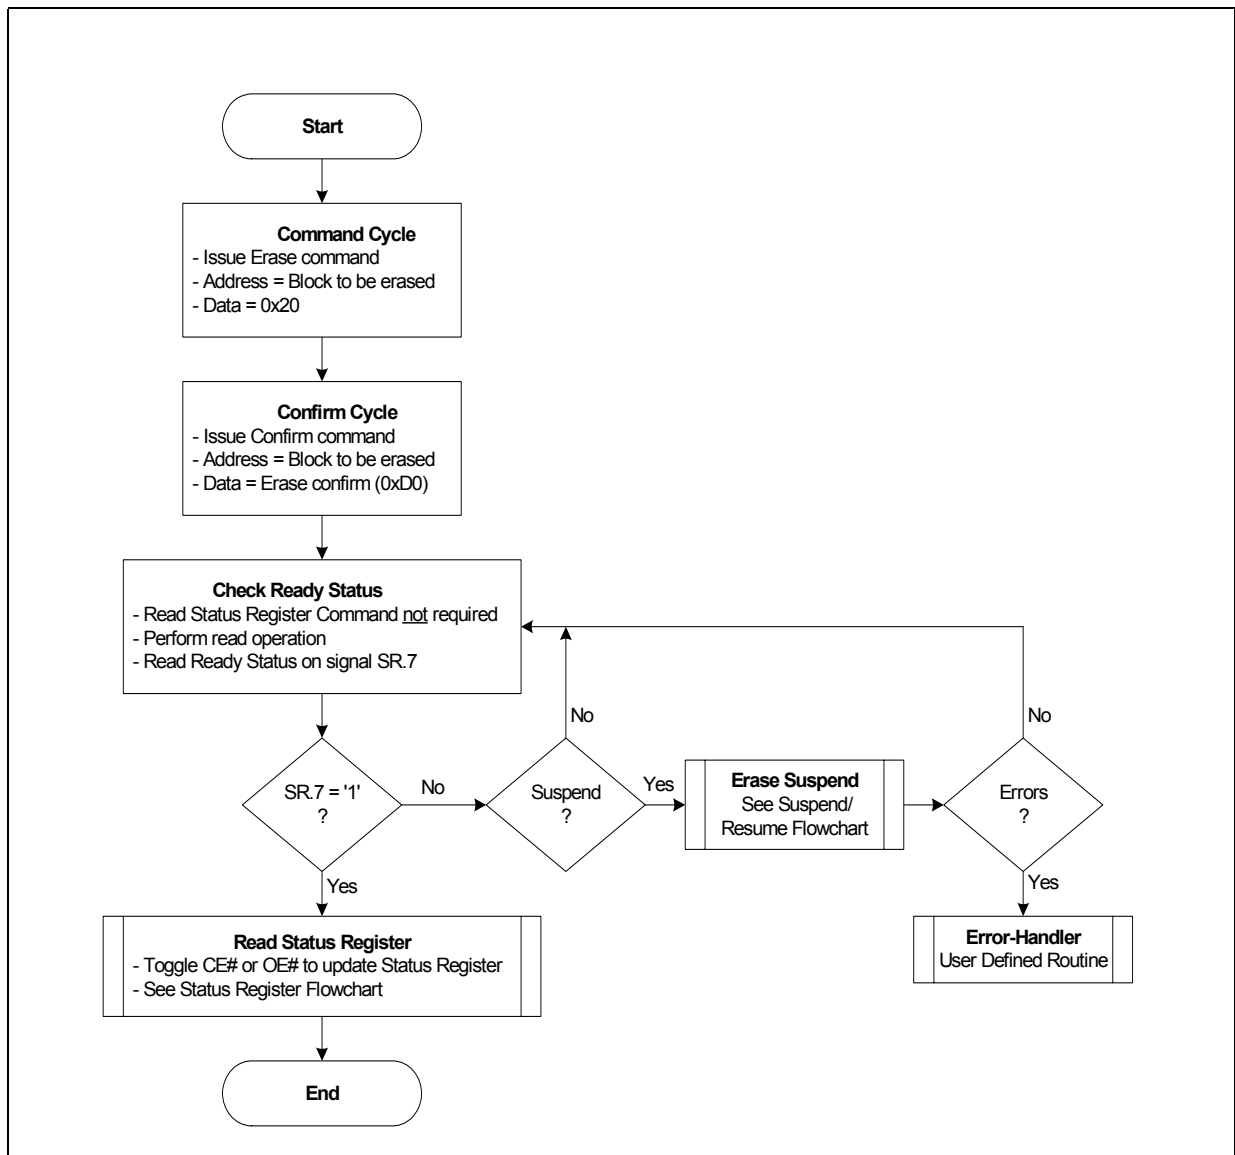 Start
Command Cycle
- Issue Erase command
- Address = Block to be erased
- Data = 0x20
Confirm Cycle
- Issue Confirm command
- Address = Block to be erased
- Data = Erase confirm (0xD0)
Check Ready Status
- Read Status Register Command not required
- Perform read operation
- Read Ready Status on signal SR.7
No
No
SR.7 = '1'
?
No
Suspend
?
Yes
Erase Suspend
See Suspend/
Resume Flowchart
Errors
?
Yes
Yes
Read Status Register
- Toggle CE# or OE# to update Status Register
- See Status Register Flowchart
Error-Handler
User Defined Routine
End